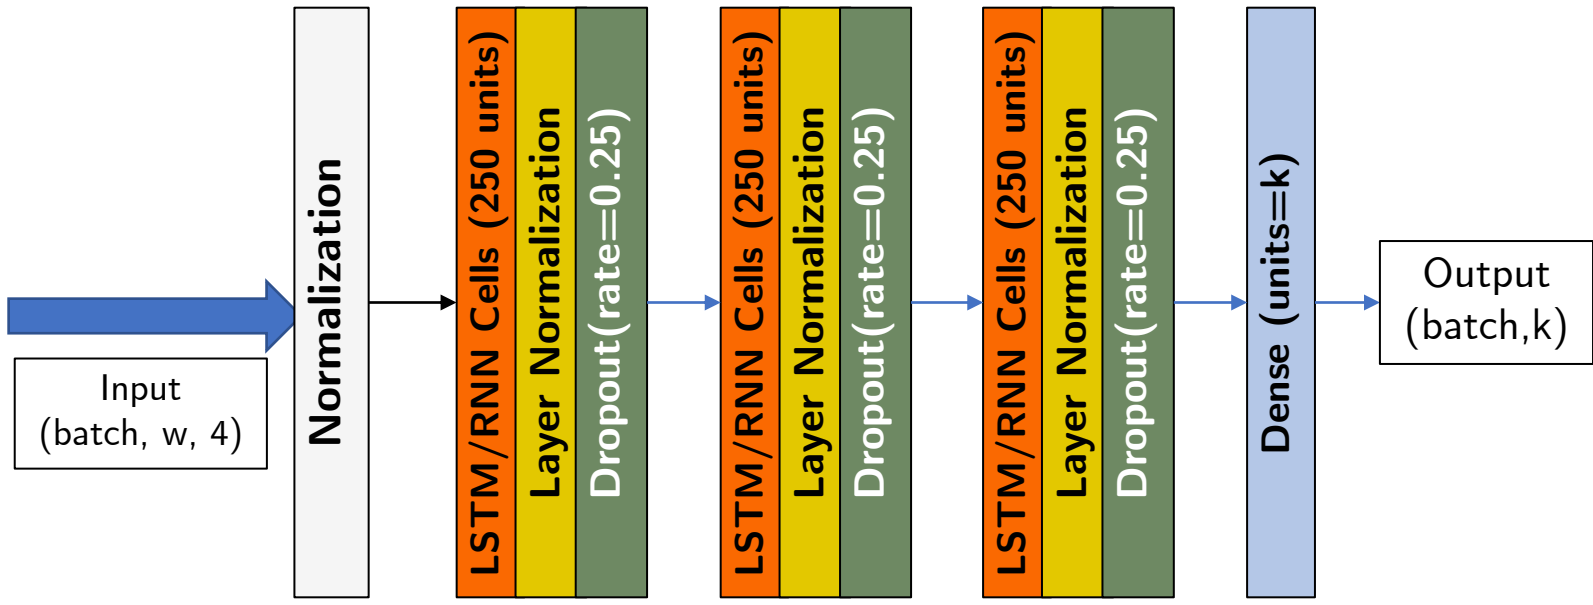 Input
(batch, w, 4)
Normalization
LSTM/RNN Cells (250 units)
Layer Normalization
Dropout(rate=0.25)
LSTM/RNN Cells (250 units)
Layer Normalization
Dropout(rate=0.25)
LSTM/RNN Cells (250 units)
Layer Normalization
Dropout(rate=0.25)
Dense (units=k)
Output
(batch,k)